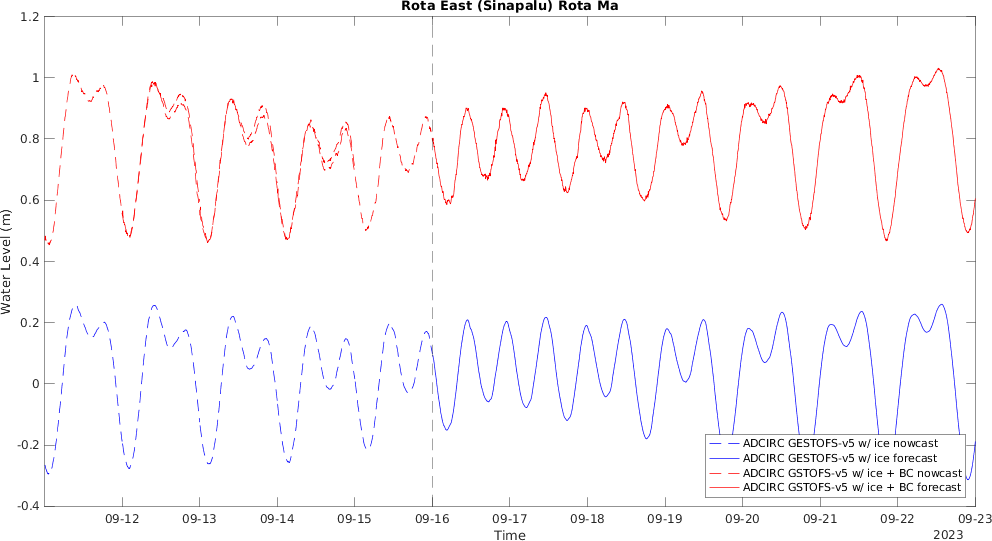 Rota East (Sinapalu) Rota Ma
1.2
1
0.8
0.6
0.4
0.2
0
-0.2
-0.4
Water Level (m)
ADCIRC GESTOFS-v5 w/ ice nowcast
ADCIRC GESTOFS-v5 w/ ice forecast
ADCIRC GSTOFS-v5 w/ ice + BC nowcast
ADCIRC GSTOFS-v5 w/ ice + BC forecast
09-12 09-13 09-14 09-15 09-16 09-17 09-18 09-19 09-20 09-21 09-22 09-23
Time
2023